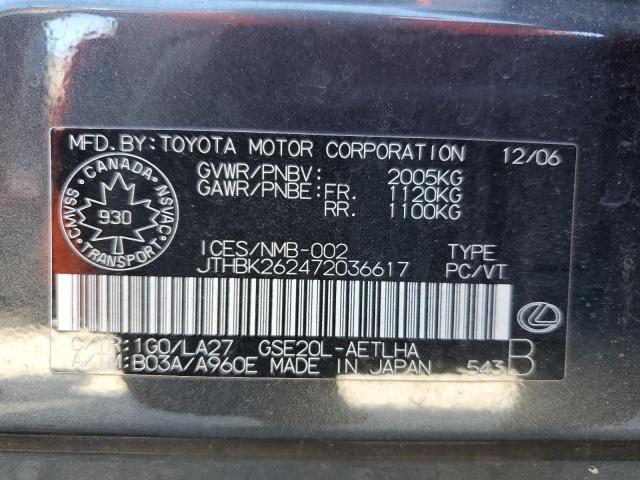 MFD.BY:TOYOTA MOTOR CORPORATION 12/06
GVWR/PNBV: 2005KG
GAWR/PNBE:FR. 1120KG
RR. 1100KG
CANADA
CMVSS 930 NSVAC
TRANSPORT
ICES/NMB-002 TYPE
JTHBK262472036617 PC/VT
C/TR:1G0/LA27 GSE20L-AETLHA
A/TM:B03A/A960E MADE IN JAPAN 543 B